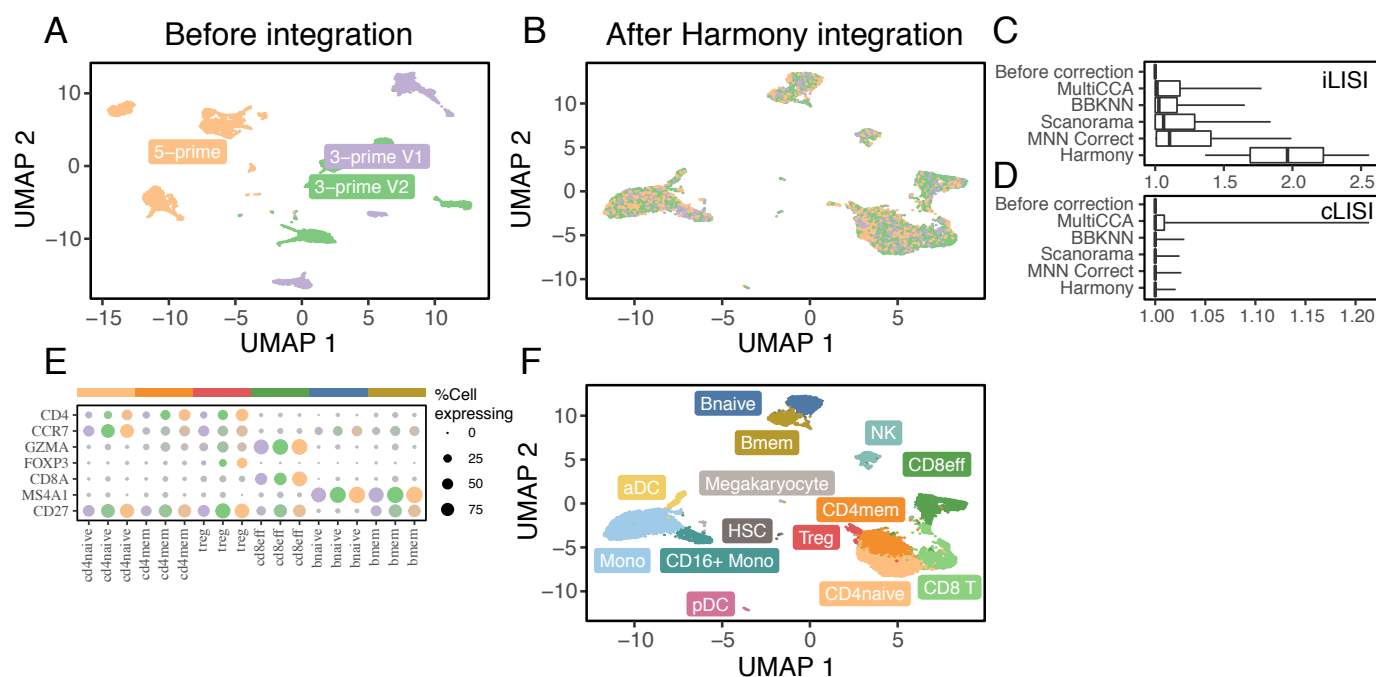 A
Before integration
UMAP 2
10
0
−10
5−prime
3−prime V1
3−prime V2
−15
−10
−5
0
5
10
UMAP 1
B
After Harmony integration
UMAP 2
10
5
0
−5
−10
−10
−5
0
5
UMAP 1
C
Before correction
MultiCCA
BBKNN
Scanorama
MNN Correct
Harmony
iLISI
1.0
1.5
2.0
2.5
D
Before correction
MultiCCA
BBKNN
Scanorama
MNN Correct
Harmony
cLISI
1.00
1.05
1.10
1.15
1.20
E
CD4
CCR7
GZMA
FOXP3
CD8A
MS4A1
CD27
cd4naive
cd4naive
cd4naive
cd4mem
cd4mem
cd4mem
treg
treg
treg
cd8eff
cd8eff
cd8eff
bnaive
bnaive
bnaive
bmem
bmem
bmem
%Cell
expressing
0
25
50
75
F
UMAP 2
10
5
0
−5
−10
Bnaive
Bmem
NK
CD8eff
aDC
Megakaryocyte
CD4mem
HSC
Treg
Mono
CD16+ Mono
CD4naive
CD8 T
pDC
−10
−5
0
5
UMAP 1